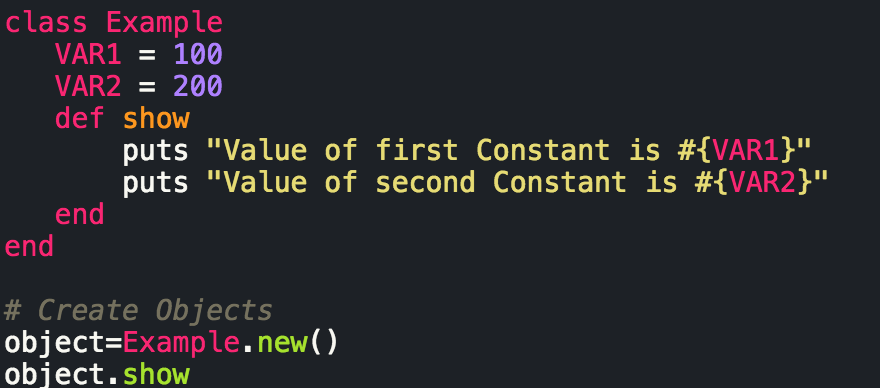 class Example
   VAR1 = 100
   VAR2 = 200
   def show
       puts "Value of first Constant is #{VAR1}"
       puts "Value of second Constant is #{VAR2}"
   end
end

# Create Objects
object=Example.new()
object.show